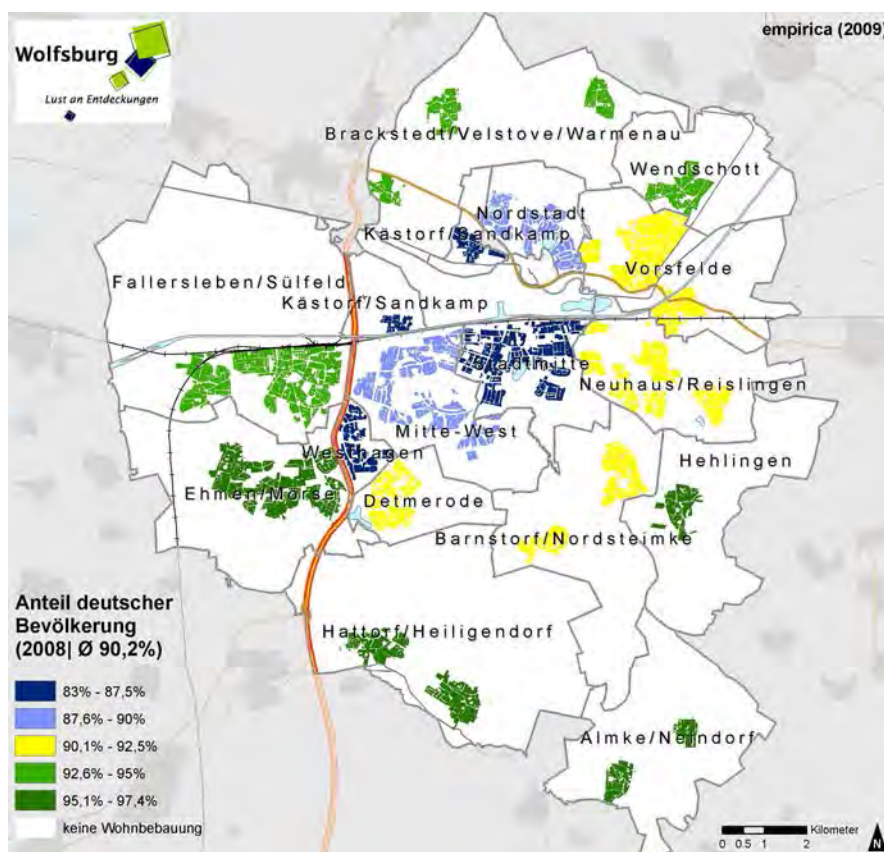 Wolfsburg
Lust an Entdeckungen
empirica (2009)
Brackstedt/Velstove/Warmenau
Wendschott
Nordstadt
Kästorf/Sandkamp
Vorsfelde
Fallersleben/Sülfeld
Kästorf/Sandkamp
Stadtmitte
Neuhaus/Reislingen
Mitte-West
Westhagen
Hehlingen
Ehmen/Mörse
Detmerode
Barnstorf/Nordsteimke
Hattorf/Heiligendorf
Almke/Neindorf
Anteil deutscher
Bevölkerung
(2008| Ø 90,2%)
83% - 87,5%
87,6% - 90%
90,1% - 92,5%
92,6% - 95%
95,1% - 97,4%
keine Wohnbebauung
Kilometer
0 0,5 1 2
N